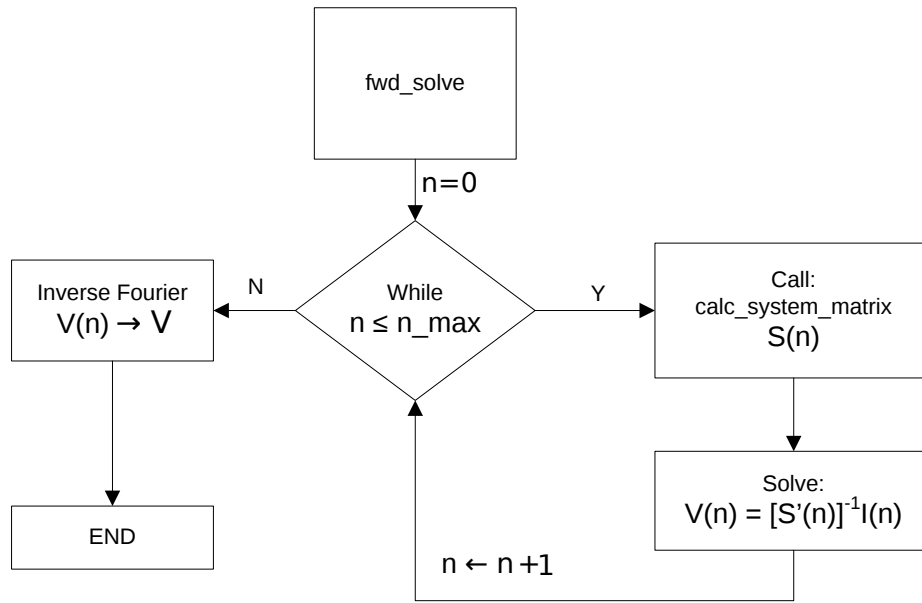 fwd_solve
n=0
While
n ≤ n_max
N
Y
Inverse Fourier
V(n) → V
END
Call:
calc_system_matrix
S(n)
Solve:
V(n) = [S'(n)]⁻¹I(n)
n ← n+1